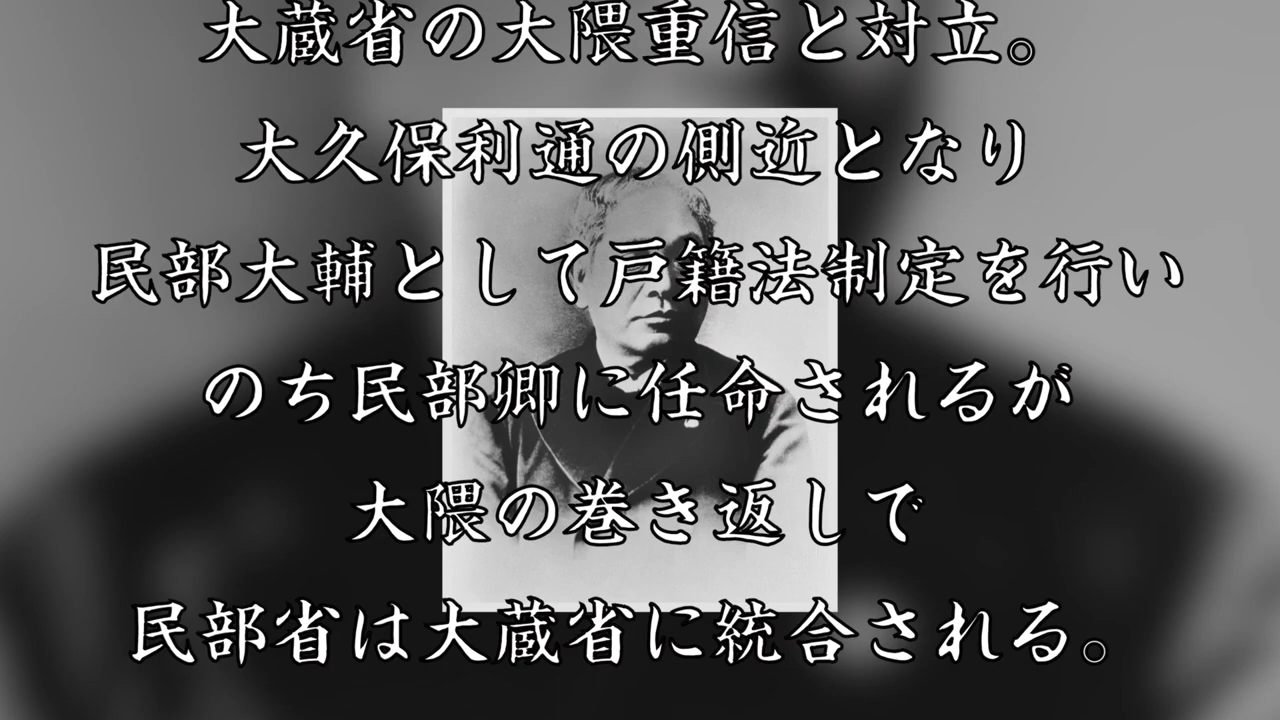 大蔵省の大隈重信と対立。
大久保利通の側近となり
民部大輔として戸籍法制定を行い
のち民部卿に任命されるが
大隈の巻き返しで
民部省は大蔵省に統合される。